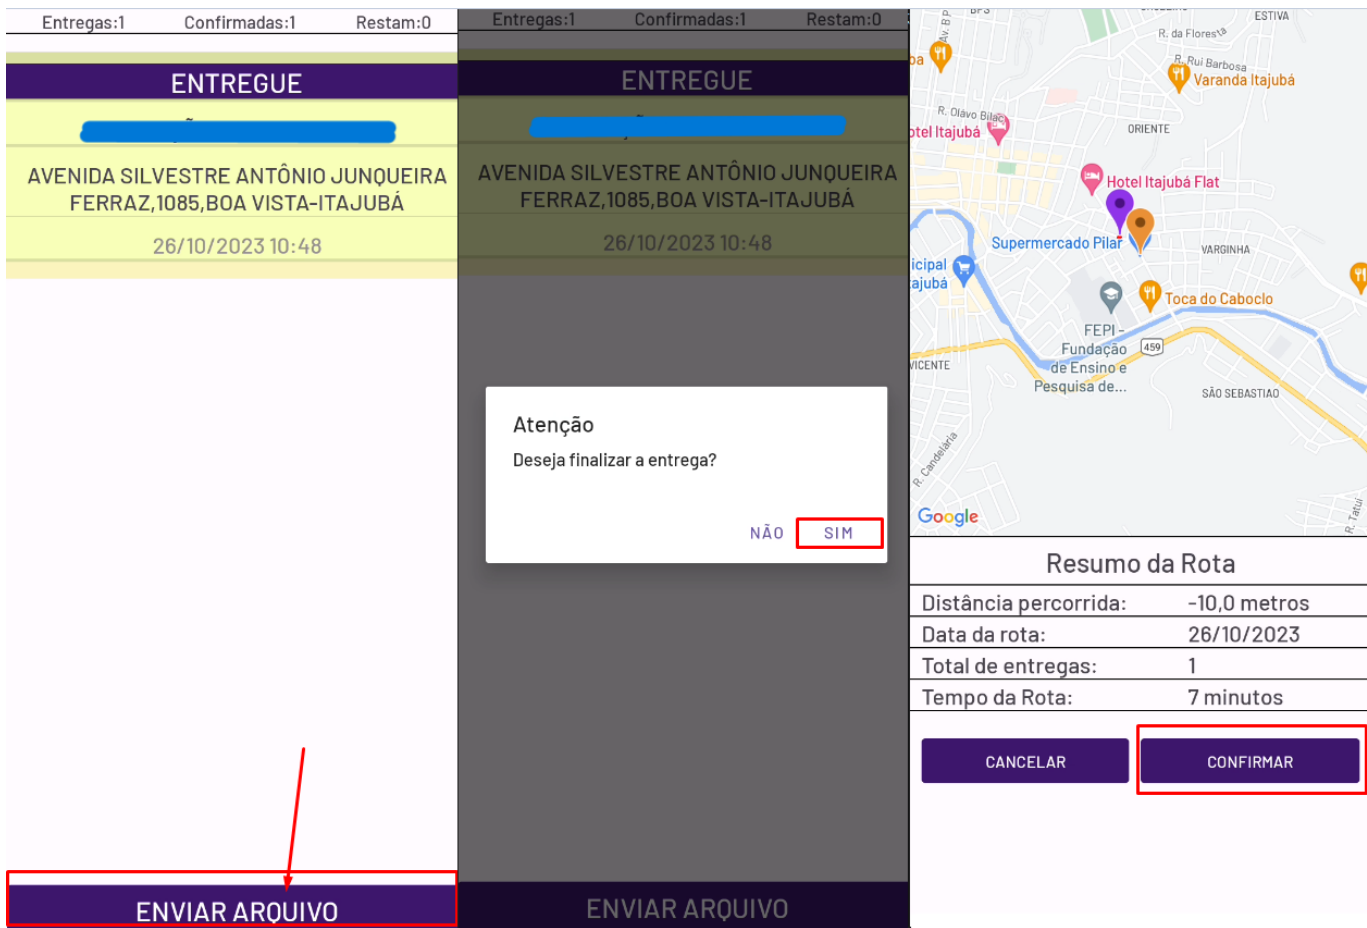 Entregas:1 Confirmadas:1 Restam:0
ENTREGUE
AVENIDA SILVESTRE ANTÔNIO JUNQUEIRA
FERRAZ,1085,BOA VISTA-ITAJUBÁ
26/10/2023 10:48
ENVIAR ARQUIVO
Entregas:1 Confirmadas:1 Restam:0
ENTREGUE
AVENIDA SILVESTRE ANTÔNIO JUNQUEIRA
FERRAZ,1085,BOA VISTA-ITAJUBÁ
26/10/2023 10:48
Atenção
Deseja finalizar a entrega?
NÃO SIM
ENVIAR ARQUIVO
ESTIVA
R. da Floresta
R. Rui Barbosa
Varanda Itajubá
R. Olavo Bilac
otel Itajubá
ORIENTE
Hotel Itajubá Flat
Supermercado Pilar
VARGINHA
icipal
ajubá
Toca do Caboclo
FEPI -
Fundação
de Ensino e
Pesquisa de...
459
VICENTE
SÃO SEBASTIAO
R. Candelária
R. Tatuí
Google
Resumo da Rota
Distância percorrida: -10,0 metros
Data da rota: 26/10/2023
Total de entregas: 1
Tempo da Rota: 7 minutos
CANCELAR CONFIRMAR